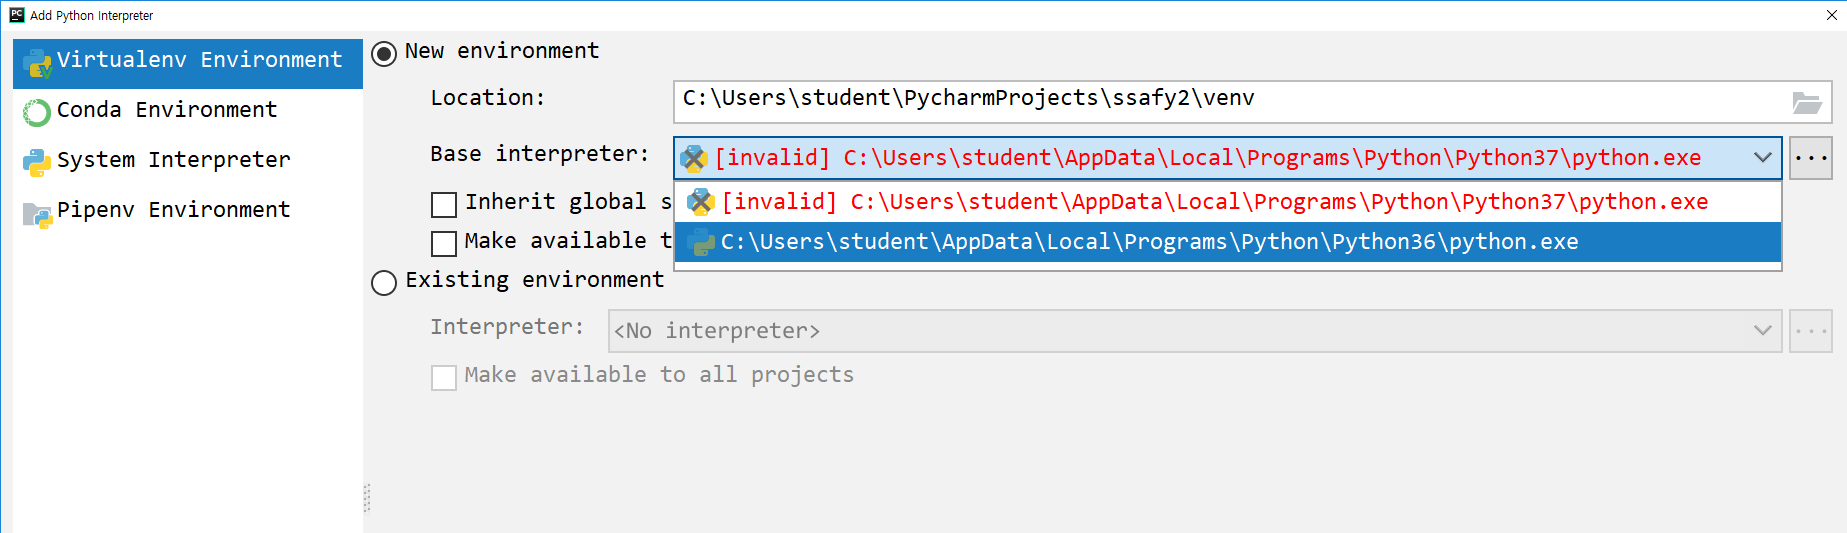 PC Add Python Interpreter
Virtualenv Environment
Conda Environment
System Interpreter
Pipenv Environment
New environment
Location: C:\Users\student\PycharmProjects\ssafy2\venv
Base interpreter: [invalid] C:\Users\student\AppData\Local\Programs\Python\Python37\python.exe ...
[invalid] C:\Users\student\AppData\Local\Programs\Python\Python37\python.exe
C:\Users\student\AppData\Local\Programs\Python\Python36\python.exe
Inherit global s
Make available t
Existing environment
Interpreter: <No interpreter> ...
Make available to all projects